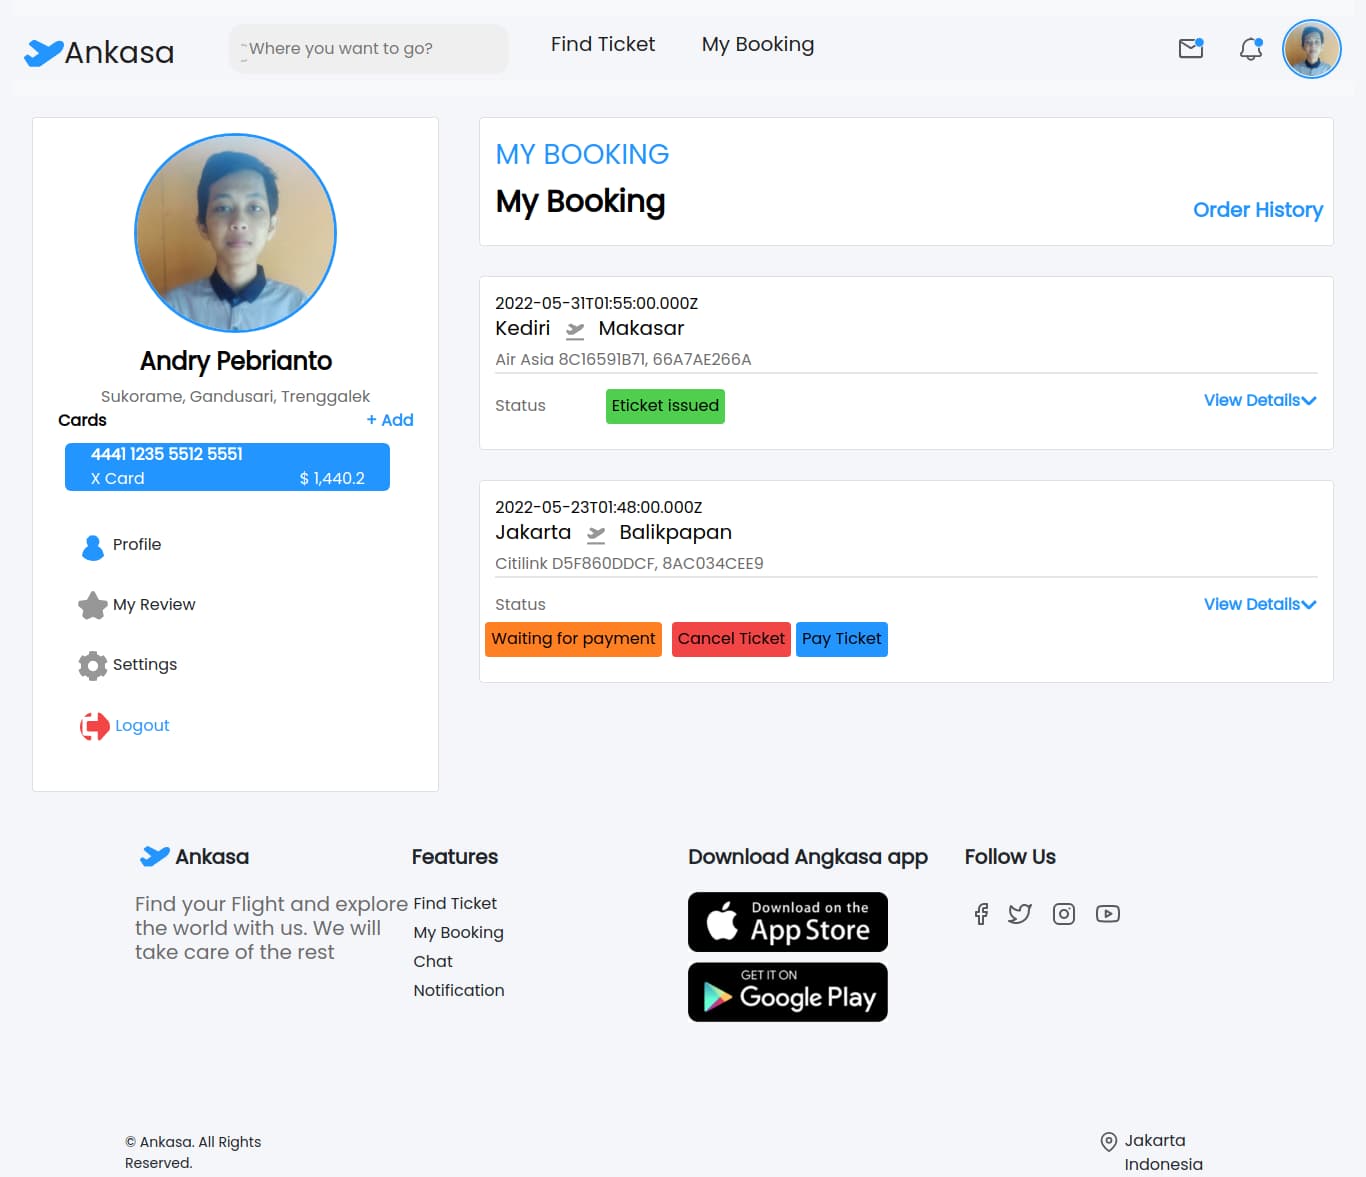 Ankasa
Where you want to go?
Find Ticket
My Booking
Andry Pebrianto
Sukorame, Gandusari, Trenggalek
Cards
+ Add
4441 1235 5512 5551
X Card
$ 1,440.2
Profile
My Review
Settings
Logout
MY BOOKING
My Booking
Order History
2022-05-31T01:55:00.000Z
Kediri Makasar
Air Asia 8C16591B71, 66A7AE266A
Status
Eticket issued
View Details
2022-05-23T01:48:00.000Z
Jakarta Balikpapan
Citilink D5F860DDCF, 8AC034CEE9
Status
View Details
Waiting for payment
Cancel Ticket
Pay Ticket
Ankasa
Find your Flight and explore
the world with us. We will
take care of the rest
Features
Find Ticket
My Booking
Chat
Notification
Download Angkasa app
Download on the
App Store
GET IT ON
Google Play
Follow Us
© Ankasa. All Rights
Reserved.
Jakarta
Indonesia